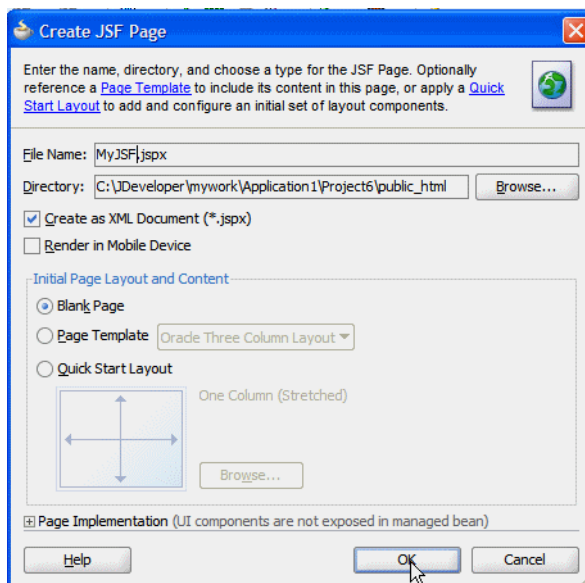 Create JSF Page
Enter the name, directory, and choose a type for the JSF Page. Optionally
reference a Page Template to include its content in this page, or apply a Quick
Start Layout to add and configure an initial set of layout components.
File Name: MyJSF.jspx
Directory: C:\JDeveloper\mywork\Application1\Project6\public_html Browse...
Create as XML Document (*.jspx)
Render in Mobile Device
Initial Page Layout and Content
Blank Page
Page Template Oracle Three Column Layout
Quick Start Layout
One Column (Stretched)
Browse...
Page Implementation (UI components are not exposed in managed bean)
Help OK Cancel